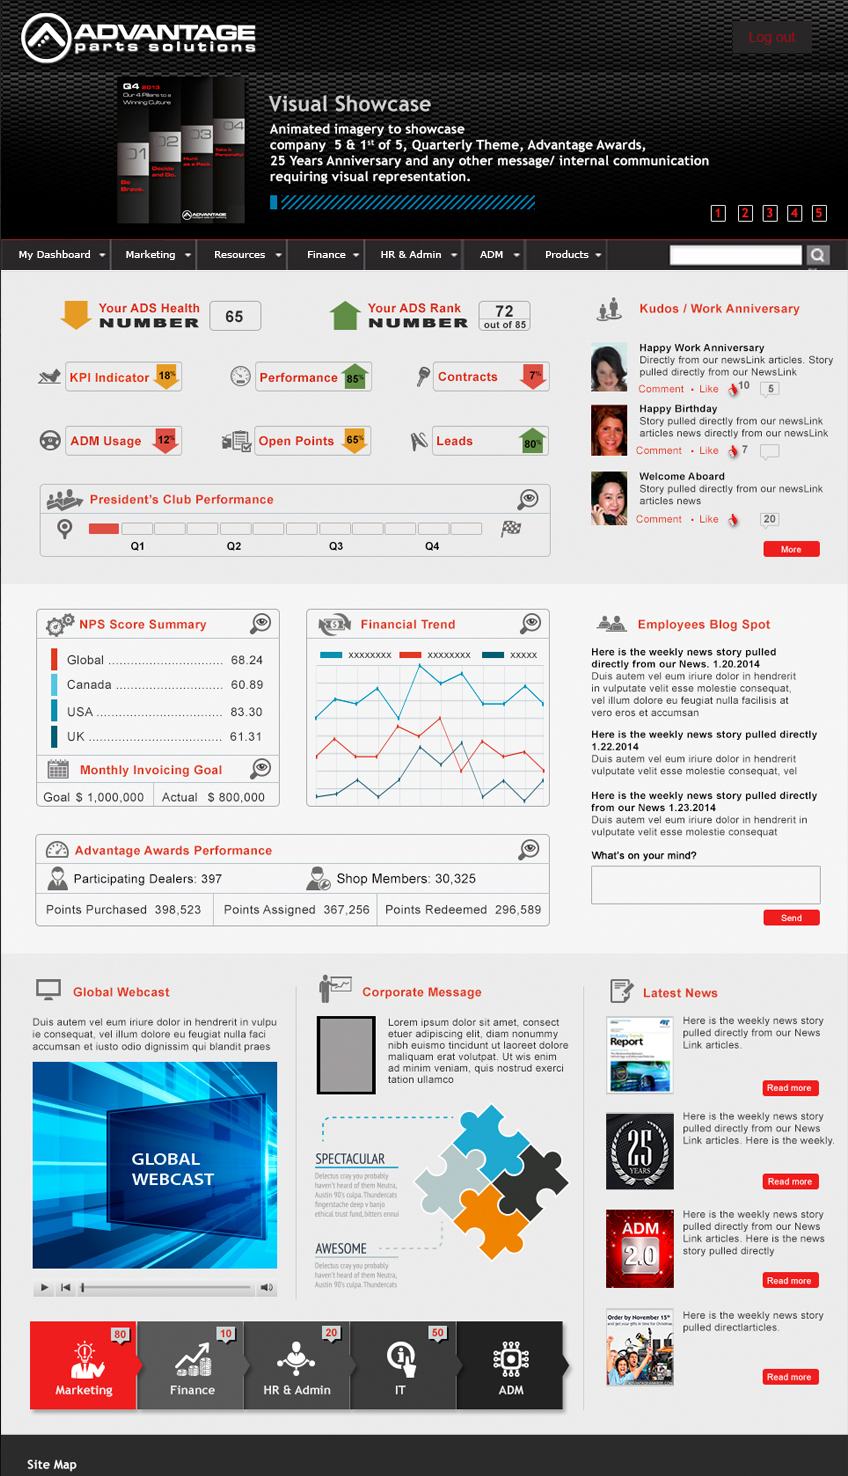 ADVANTAGE
parts solutions
Log out
Q4 2013
Our 4 Pillars to a
Winning Culture
01
02
03
04
Be
Brave.
Decide
and Do.
Hunt
as a Pack.
Take it
Personally!
ADVANTAGE
Visual Showcase
Animated imagery to showcase
company 5 & 1st of 5, Quarterly Theme, Advantage Awards,
25 Years Anniversary and any other message/ internal communication
requiring visual representation.
1 2 3 4 5
My Dashboard Marketing Resources Finance HR & Admin ADM Products
Your ADS Health
NUMBER
65
Your ADS Rank
NUMBER
72
out of 85
KPI Indicator 18%
Performance 85%
Contracts 7%
ADM Usage 12%
Open Points 65%
Leads 80%
President's Club Performance
Q1 Q2 Q3 Q4
Kudos / Work Anniversary
Happy Work Anniversary
Directly from our newsLink articles. Story
pulled directly from our NewsLink
Comment • Like 10 5
Happy Birthday
Story pulled directly from our newsLink
articles news directly from our newsLink
Comment • Like 7
Welcome Aboard
Story pulled directly from our newsLink
articles news
Comment • Like 20
More
NPS Score Summary
Global 68.24
Canada 60.89
USA 83.30
UK 61.31
Monthly Invoicing Goal
Goal $ 1,000,000 Actual $ 800,000
Financial Trend
xxxxxxxx xxxxxxxx xxxxx
Employees Blog Spot
Here is the weekly news story pulled
directly from our News. 1.20.2014
Duis autem vel eum iriure dolor in hendrerit
in vulputate velit esse molestie consequat,
vel illum dolore eu feugiat nulla facilisis at
vero eros et accumsan
Here is the weekly news story pulled directly
1.22.2014
Duis autem vel eum iriure dolor in hendrerit
vulputate velit esse molestie consequat, vel
Here is the weekly news story pulled directly
from our News 1.23.2014
Duis autem vel eum iriure dolor in hendrerit in
vulputate velit esse molestie consequat
What's on your mind?
Send
Advantage Awards Performance
Participating Dealers: 397
Shop Members: 30,325
Points Purchased 398,523
Points Assigned 367,256
Points Redeemed 296,589
Global Webcast
Duis autem vel eum iriure dolor in hendrerit in vulpu
ie consequat, vel illum dolore eu feugiat nulla faci
accumsan et iusto odio dignissim qui blandit praes
GLOBAL
WEBCAST
Corporate Message
Lorem ipsum dolor sit amet, consect
etuer adipiscing elit, diam nonummy
nibh euismo tincidunt ut laoreet dolore
maliquam erat volutpat. Ut wis enim
ad minim veniam, quis nostrud exerci
tation ullamco
SPECTACULAR
Delectus cray you probably
haven't heard of them Neutra,
Austin 90's culpa. Thundercats
fingerstache deep v banjo
ethical trust fund, bitters ennui
AWESOME
Delectus cray you probably
haven't heard of them Neutra,
Austin 90's culpa. Thundercats
Latest News
Report
Here is the weekly news story
pulled directly from our News
Link articles.
Read more
25
YEARS
Here is the weekly news story
pulled directly from our News
Link articles. Here is the weekly.
Read more
ADM
2.0
Here is the weekly news story
pulled directly from our News
Link articles. Here is the news
story pulled directly
Read more
Order by November 15th
and get your gifts in time for Christmas.
Here is the weekly news story
pulled directlarticles.
Read more
80
Marketing
10
Finance
20
HR & Admin
50
IT
ADM
Site Map